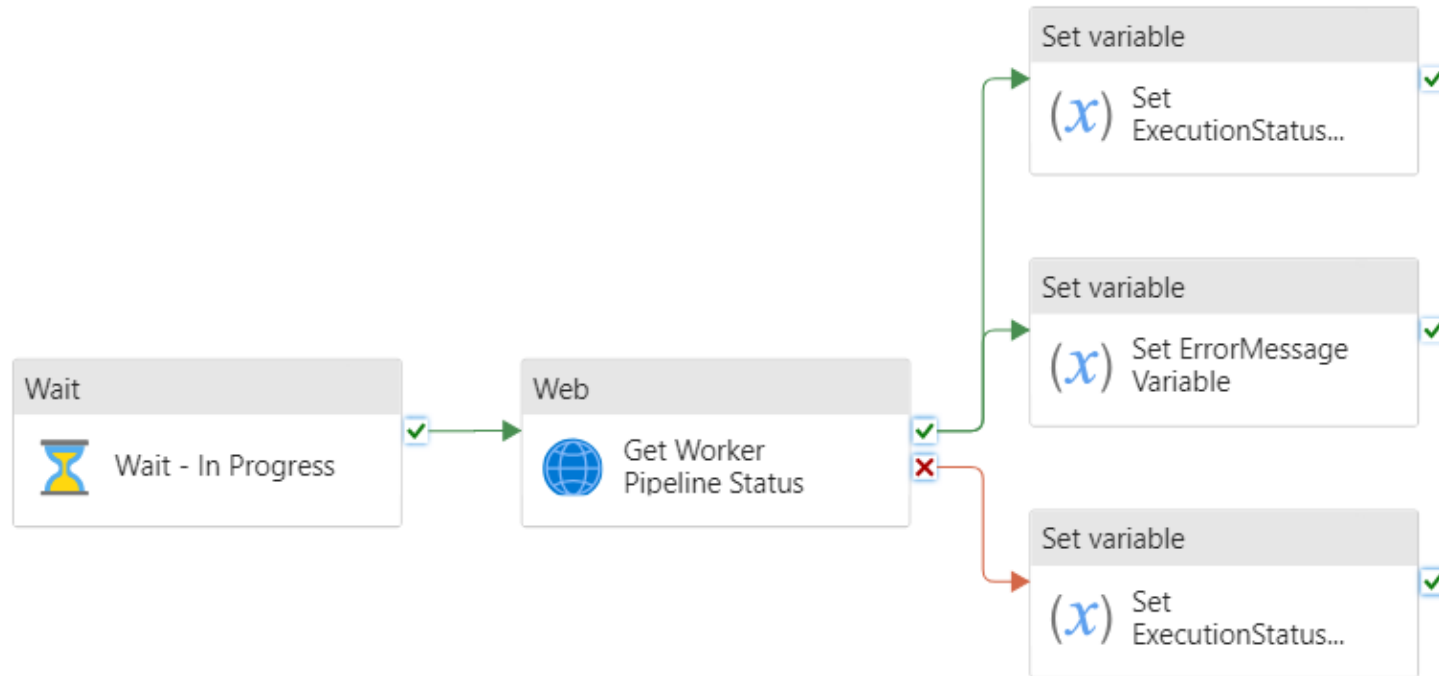 Set variable
(x) Set
ExecutionStatus...
Set variable
(x) Set ErrorMessage
Variable
Wait
Wait - In Progress
Web
Get Worker
Pipeline Status
Set variable
(x) Set
ExecutionStatus...